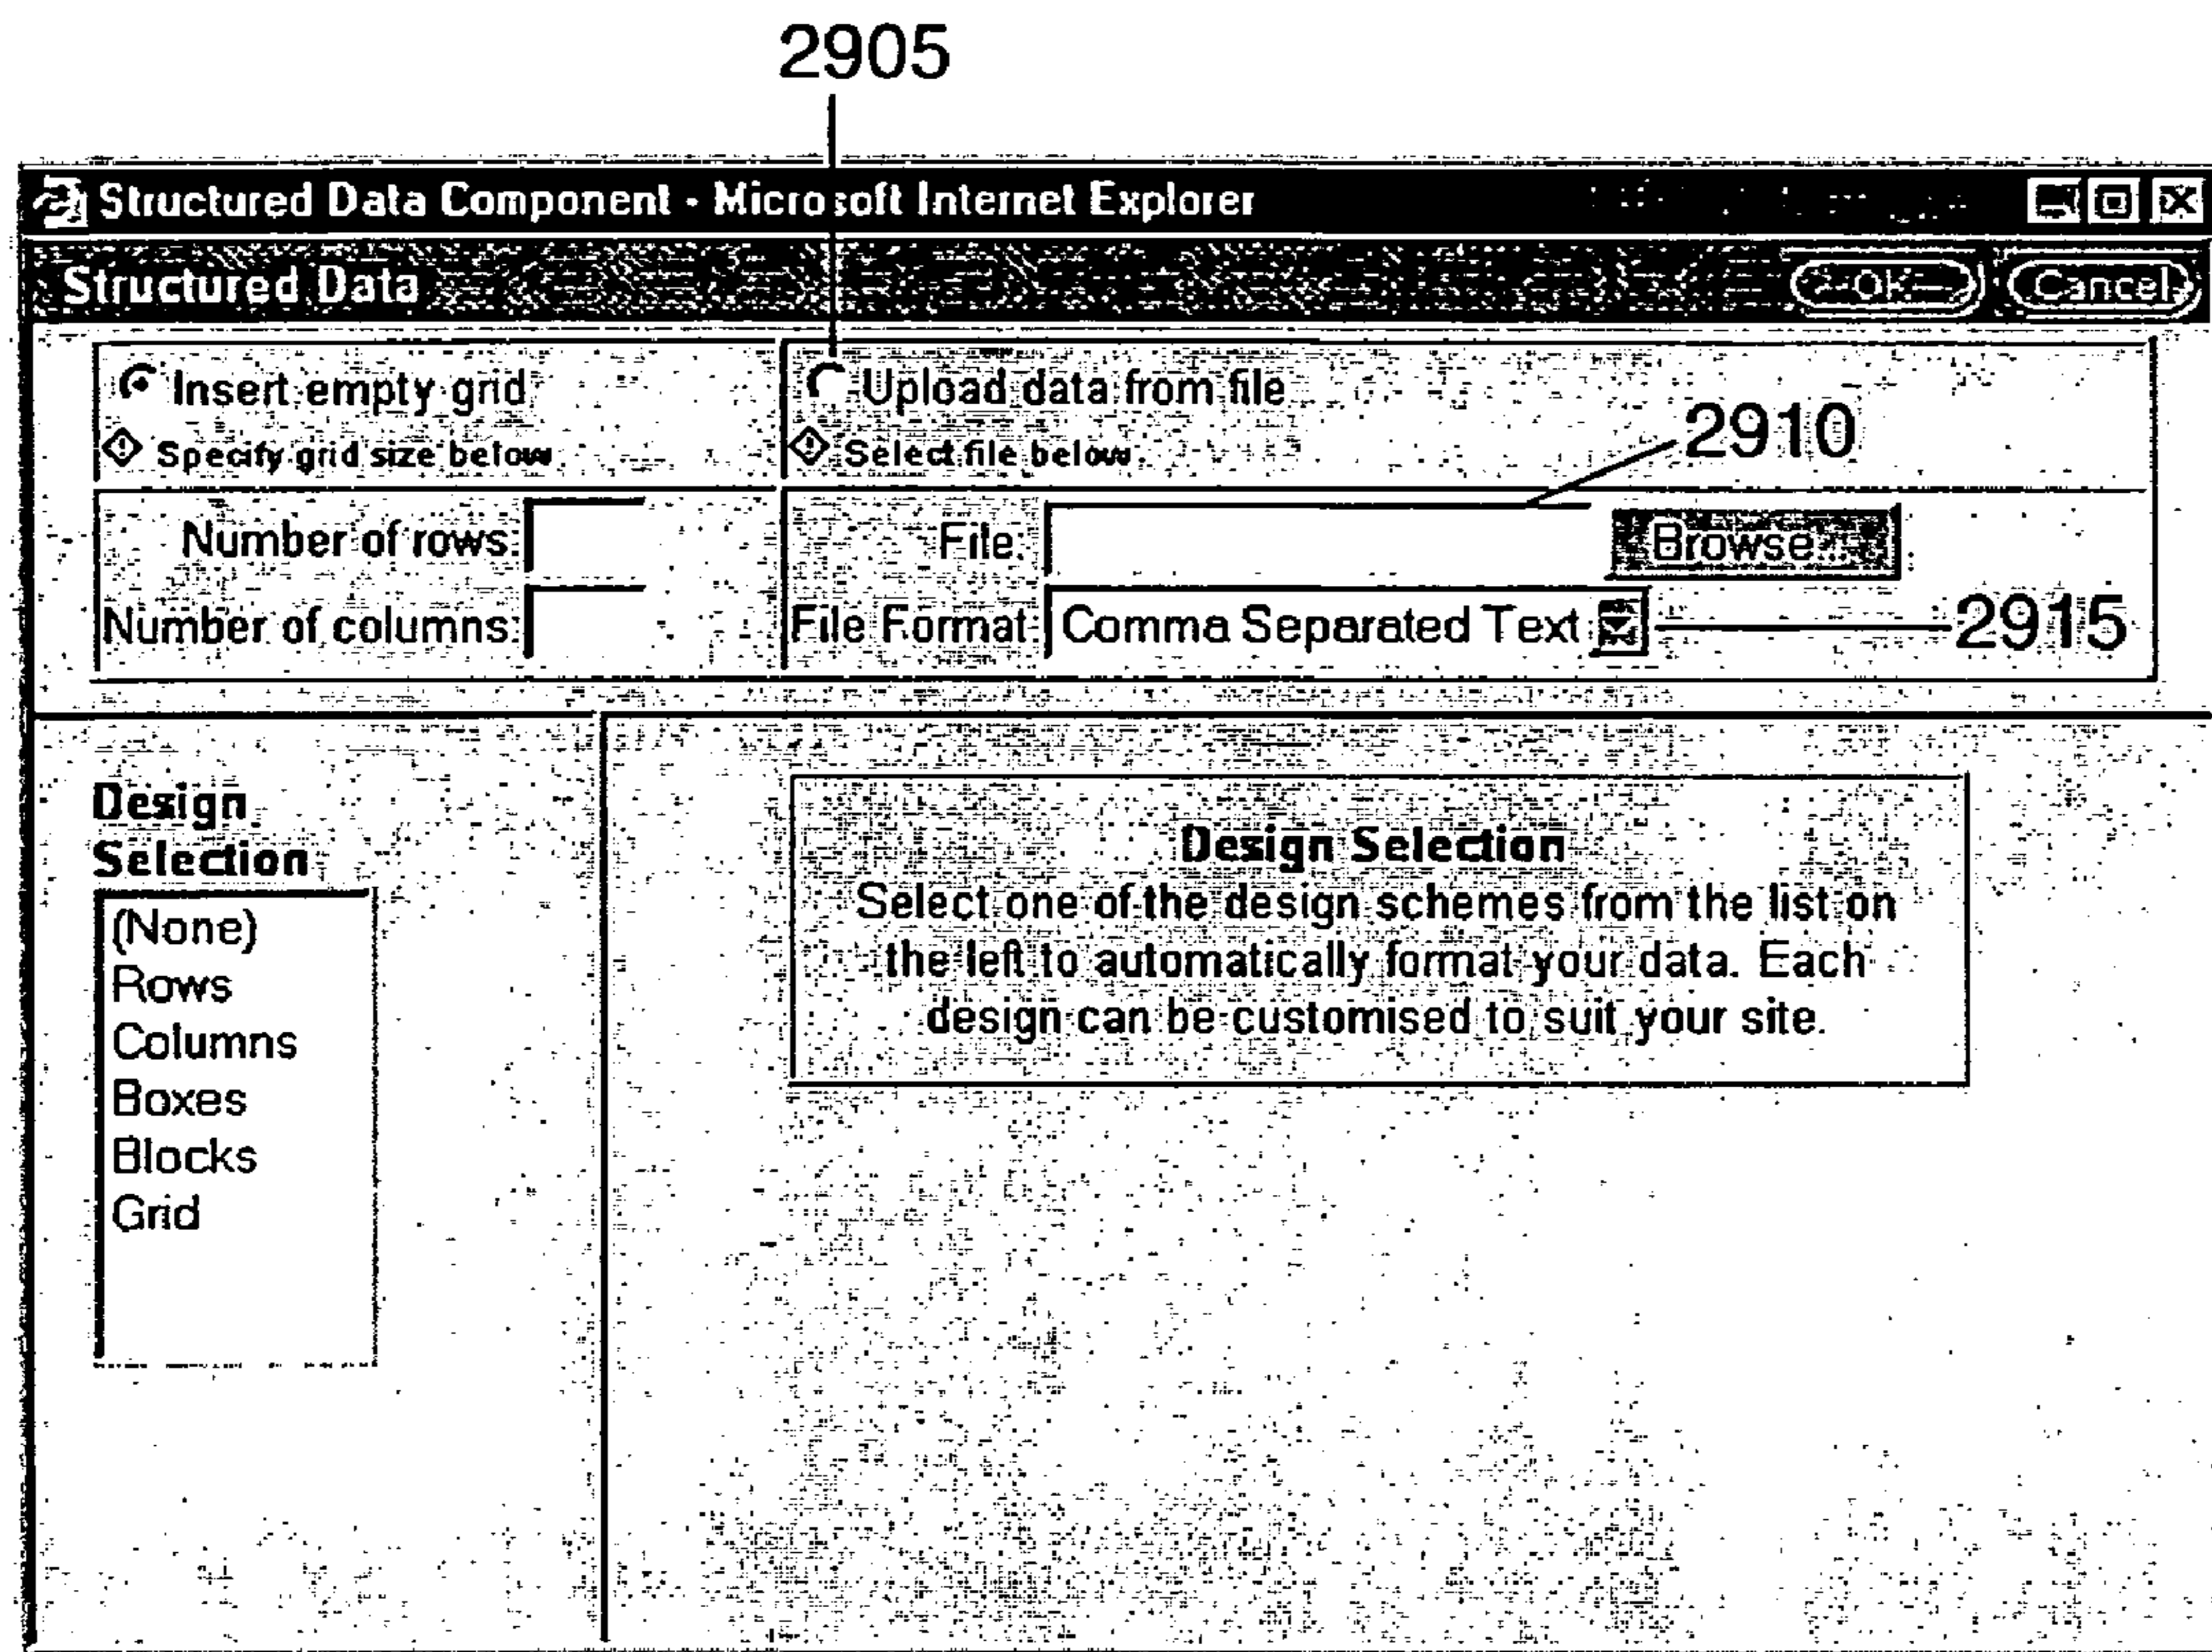 2905
Structured Data Component - Microsoft Internet Explorer
Structured Data OK Cancel
Insert empty grid Upload data from file
Specify grid size below. Select file below. 2910
Number of rows: File: Browse...
Number of columns: File Format: Comma Separated Text 2915
Design
Selection
(None)
Rows
Columns
Boxes
Blocks
Grid
Design Selection
Select one of the design schemes from the list on
the left to automatically format your data. Each
design can be customised to suit your site.